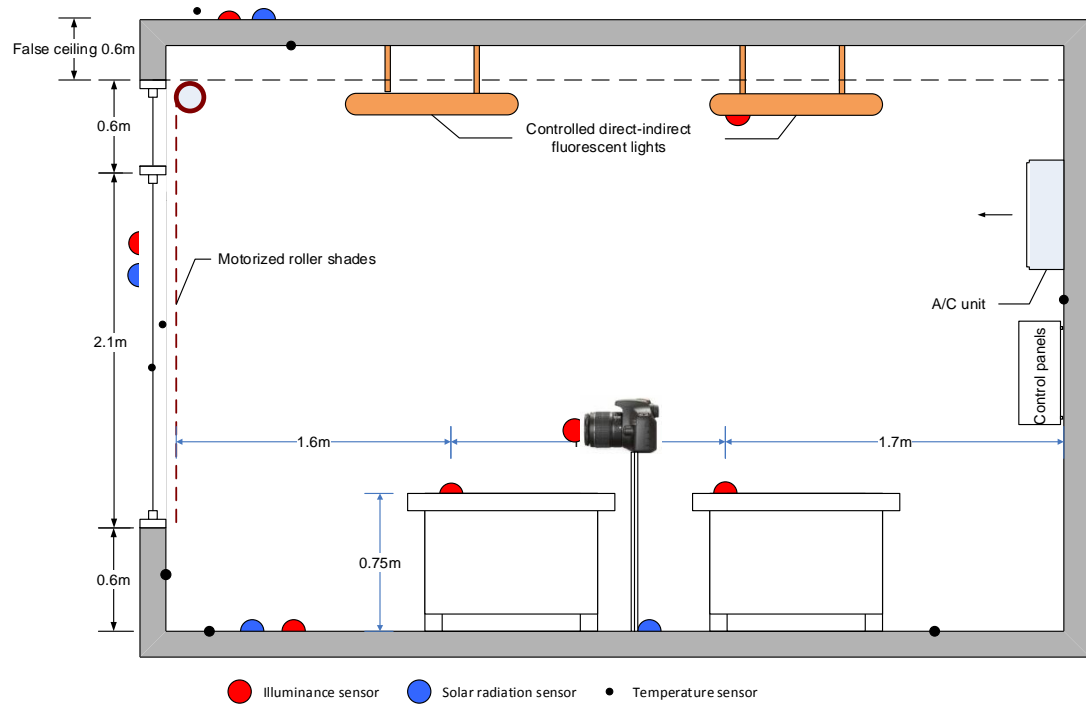 False ceiling 0.6m
0.6m
Controlled direct-indirect
fluorescent lights
Motorized roller shades
A/C unit
2.1m
Control panels
1.6m
1.7m
0.75m
0.6m
Illuminance sensor
Solar radiation sensor
Temperature sensor